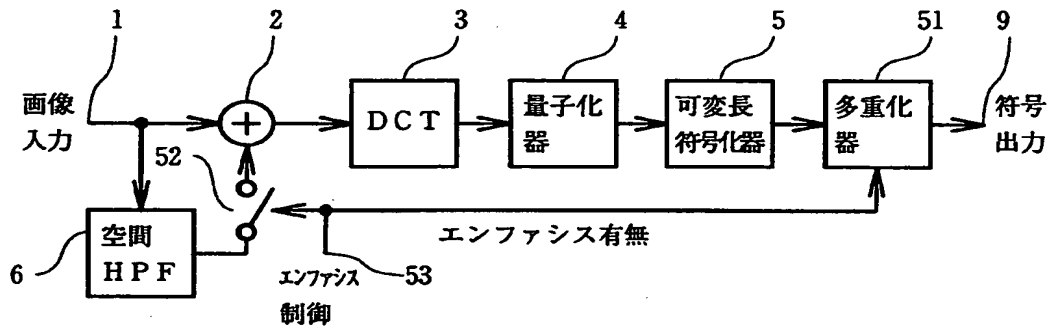 1
2
3
4
5
51
9
画像
入力
+
DCT
量子化
器
可変長
符号化器
多重化
器
符号
出力
52
空間
HPF
6
エンファシス有無
エンファシス
制御
53